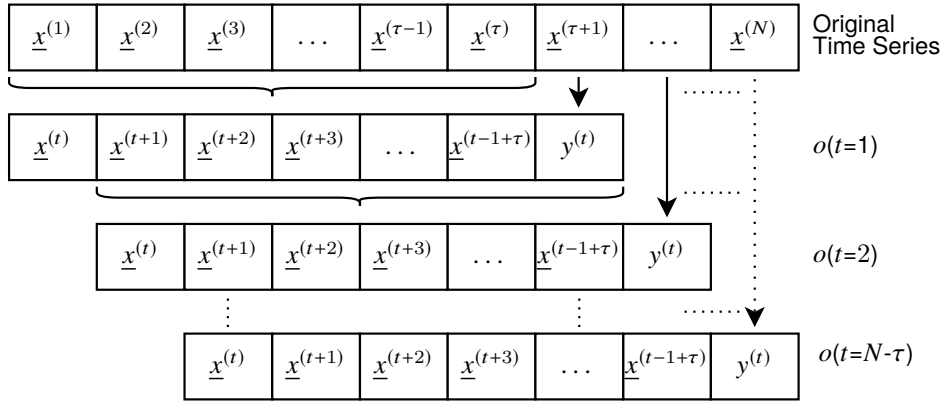 x^(1) x^(2) x^(3) ... x^(τ−1) x^(τ) x^(τ+1) ... x^(N) Original
Time Series
x^(t) x^(t+1) x^(t+2) x^(t+3) ... x^(t-1+τ) y^(t) o(t=1)
x^(t) x^(t+1) x^(t+2) x^(t+3) ... x^(t-1+τ) y^(t) o(t=2)
x^(t) x^(t+1) x^(t+2) x^(t+3) ... x^(t-1+τ) y^(t) o(t=N-τ)